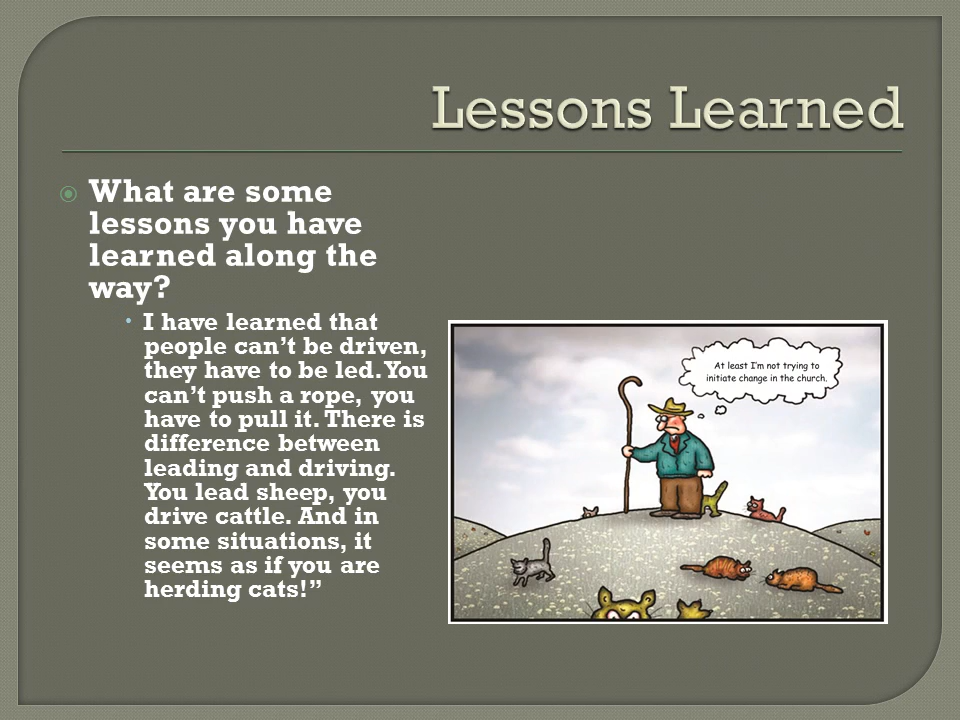 Lessons Learned
What are some
lessons you have
learned along the
way?
I have learned that
people can’t be driven,
they have to be led. You
can’t push a rope, you
have to pull it. There is
difference between
leading and driving.
You lead sheep, you
drive cattle. And in
some situations, it
seems as if you are
herding cats!”
At least I’m not trying to
initiate change in the church.